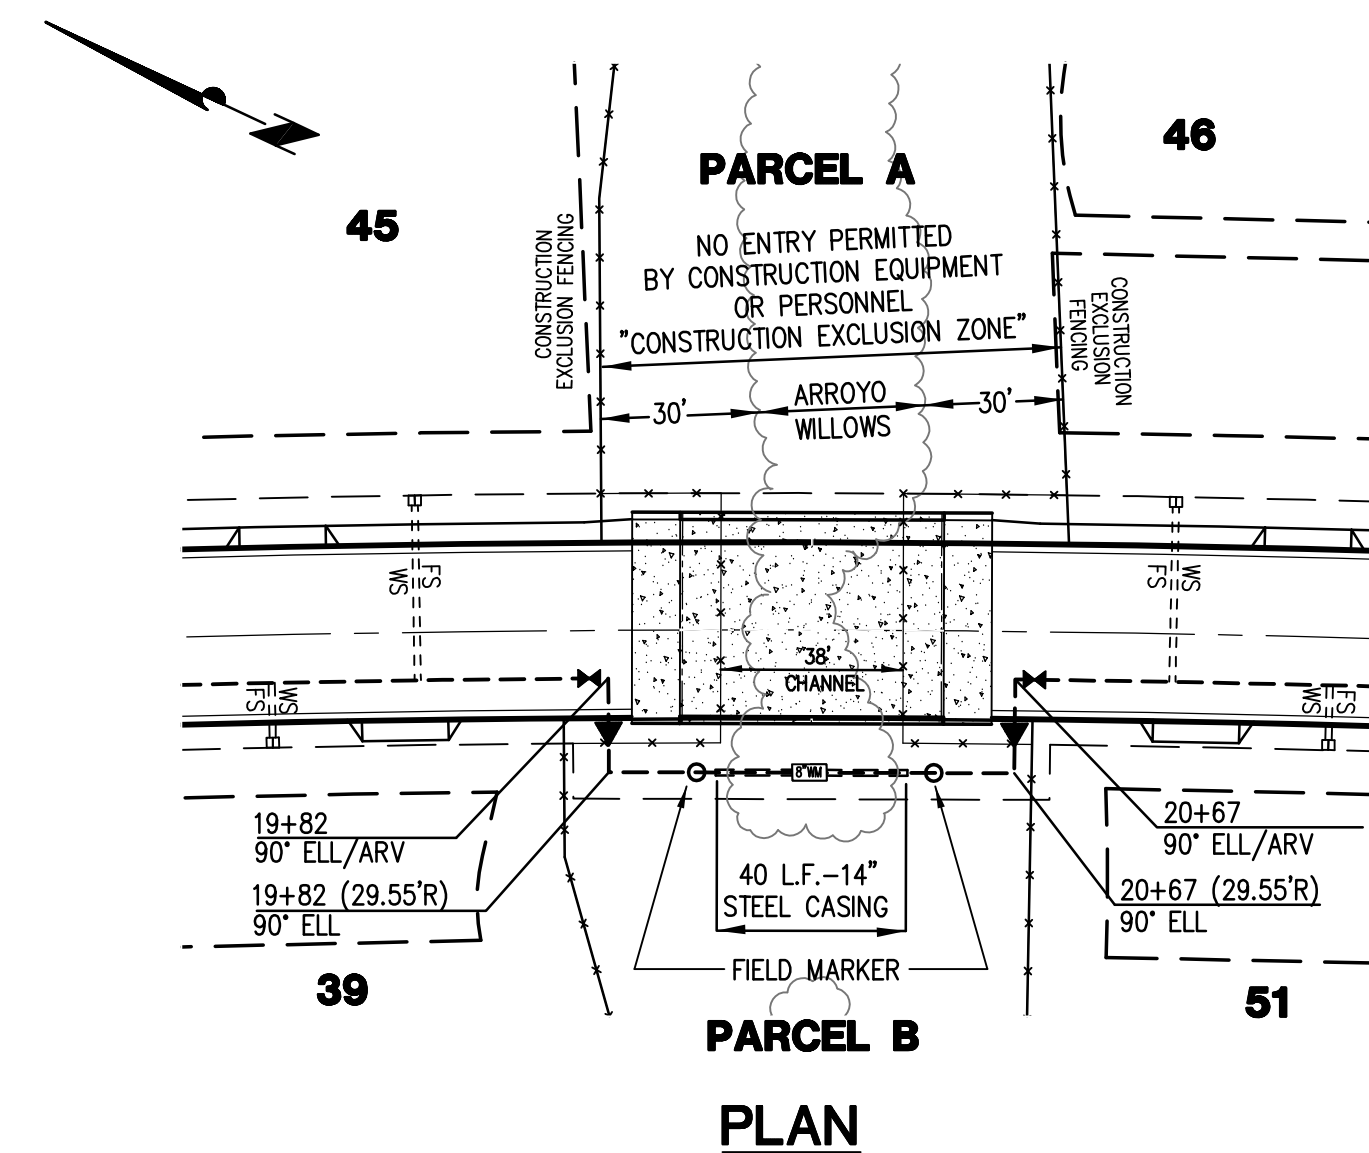 PARCEL A
46
45
NO ENTRY PERMITTED
BY CONSTRUCTION EQUIPMENT
OR PERSONNEL
"CONSTRUCTION EXCLUSION ZONE"
CONSTRUCTION
EXCLUSION FENCING
CONSTRUCTION
EXCLUSION
FENCING
30'
ARROYO
WILLOWS
30'
WS
FS
FS
WS
38'
CHANNEL
FS
WS
WS
FS
8"WM
19+82
90° ELL/ARV
19+82 (29.55'R)
90° ELL
20+67
90° ELL/ARV
20+67 (29.55'R)
90° ELL
40 L.F.-14"
STEEL CASING
FIELD MARKER
39
51
PARCEL B
PLAN